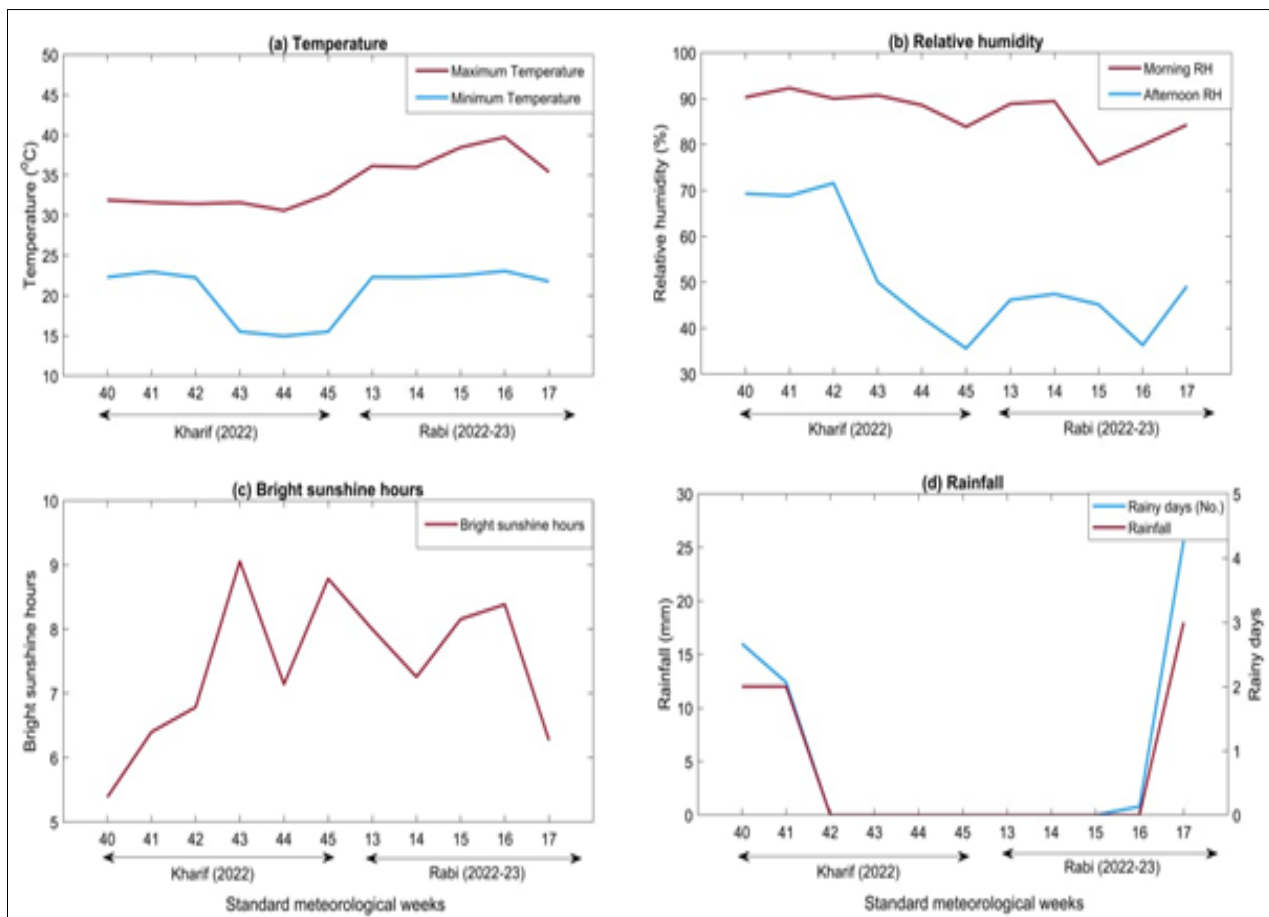 (a) Temperature
50
45
40
35
30
25
20
15
10
Temperature (°C)
Maximum Temperature
Minimum Temperature
40 41 42 43 44 45 13 14 15 16 17
Kharif (2022) Rabi (2022-23)
(b) Relative humidity
100
90
80
70
60
50
40
30
Relative humidity (%)
Morning RH
Afternoon RH
40 41 42 43 44 45 13 14 15 16 17
Kharif (2022) Rabi (2022-23)
(c) Bright sunshine hours
10
9
8
7
6
5
Bright sunshine hours
Bright sunshine hours
40 41 42 43 44 45 13 14 15 16 17
Kharif (2022) Rabi (2022-23)
Standard meteorological weeks
(d) Rainfall
30
25
20
15
10
5
0
Rainfall (mm)
Rainy days (No.)
Rainfall
5
4
3
2
1
0
Rainy days
40 41 42 43 44 45 13 14 15 16 17
Kharif (2022) Rabi (2022-23)
Standard meteorological weeks